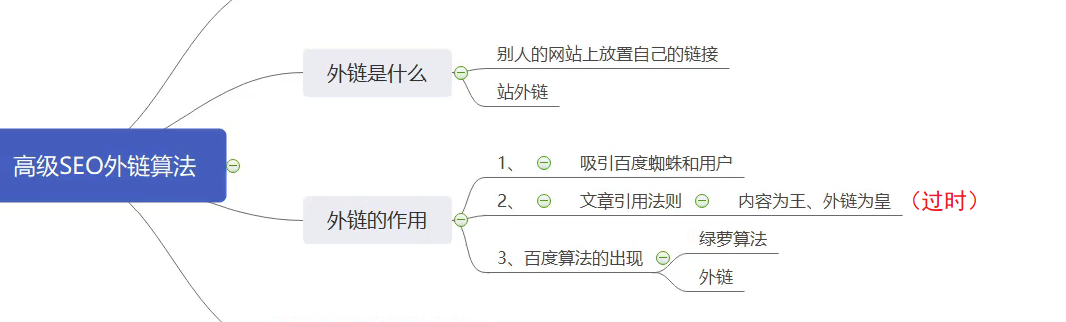 别人的网站上放置自己的链接
外链是什么
站外链
高级SEO外链算法
1、 吸引百度蜘蛛和用户
2、 文章引用法则 内容为王、外链为皇 （过时）
外链的作用
绿萝算法
3、百度算法的出现
外链